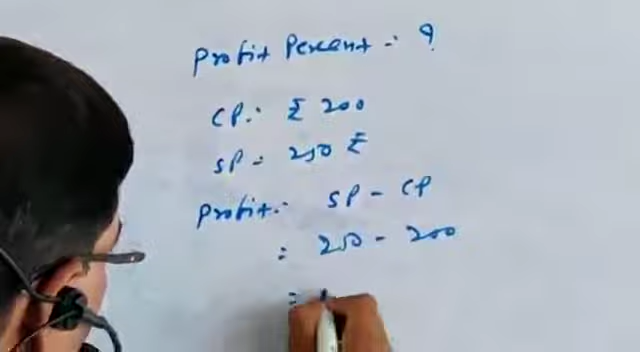 Profit Percent = ?
CP = ₹ 200
SP = 250 ₹
Profit = SP - CP
= 250 - 200
=